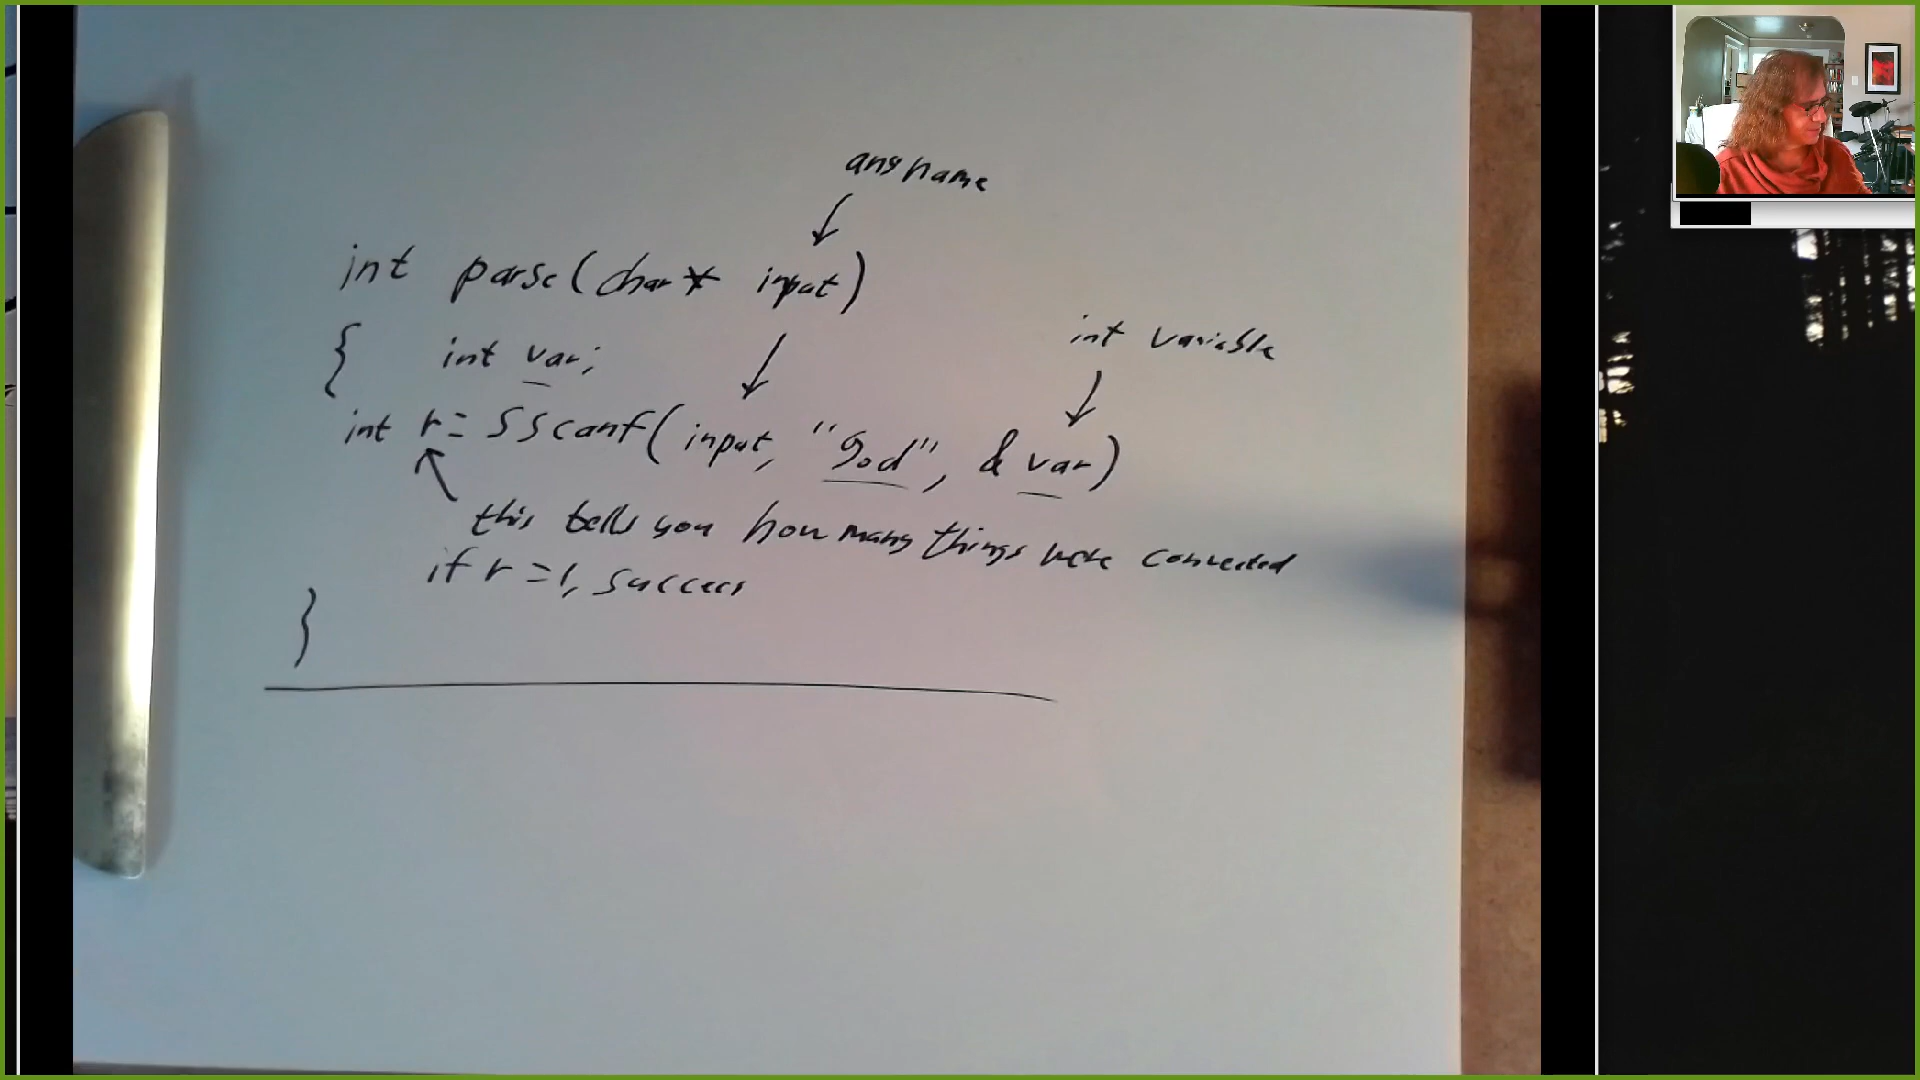 any name
int parse(char* input)
{ int var;
int variable
int r= sscanf(input, "%d", & var)
this tells you how many things were converted
if r =1, success
}